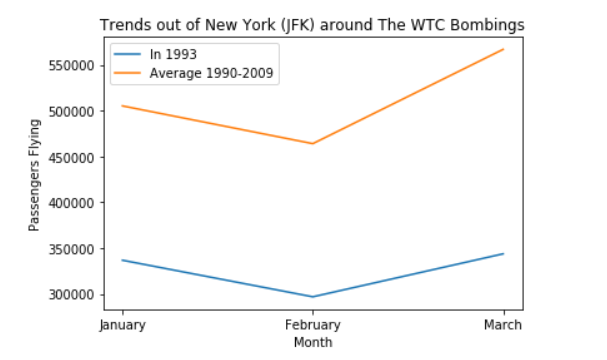 Trends out of New York (JFK) around The WTC Bombings
In 1993
Average 1990-2009
Passengers Flying
550000
500000
450000
400000
350000
300000
January February March
Month